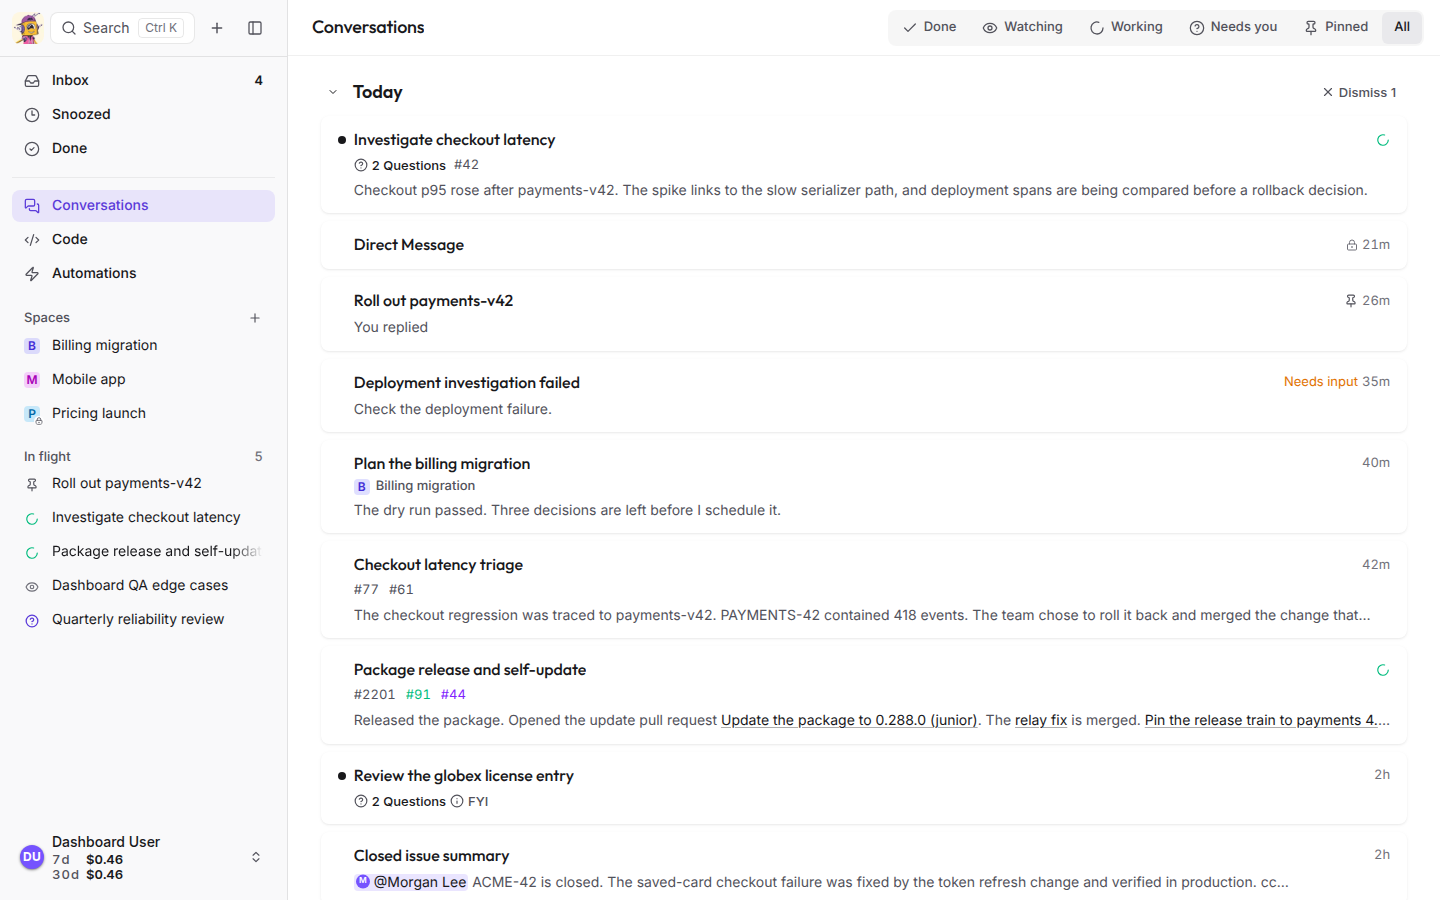 Search Ctrl K
Inbox 4
Snoozed
Done
Conversations
Code
Automations
Spaces
B Billing migration
M Mobile app
P Pricing launch
In flight 5
Roll out payments-v42
Investigate checkout latency
Package release and self-updat
Dashboard QA edge cases
Quarterly reliability review
DU Dashboard User
7d $0.46
30d $0.46
Conversations
Done Watching Working Needs you Pinned All
Today Dismiss 1
Investigate checkout latency
2 Questions #42
Checkout p95 rose after payments-v42. The spike links to the slow serializer path, and deployment spans are being compared before a rollback decision.
Direct Message 21m
Roll out payments-v42 26m
You replied
Deployment investigation failed Needs input 35m
Check the deployment failure.
Plan the billing migration 40m
B Billing migration
The dry run passed. Three decisions are left before I schedule it.
Checkout latency triage 42m
#77 #61
The checkout regression was traced to payments-v42. PAYMENTS-42 contained 418 events. The team chose to roll it back and merged the change that...
Package release and self-update
#2201 #91 #44
Released the package. Opened the update pull request Update the package to 0.288.0 (junior). The relay fix is merged. Pin the release train to payments 4....
Review the globex license entry 2h
2 Questions FYI
Closed issue summary 2h
M @Morgan Lee ACME-42 is closed. The saved-card checkout failure was fixed by the token refresh change and verified in production. cc...